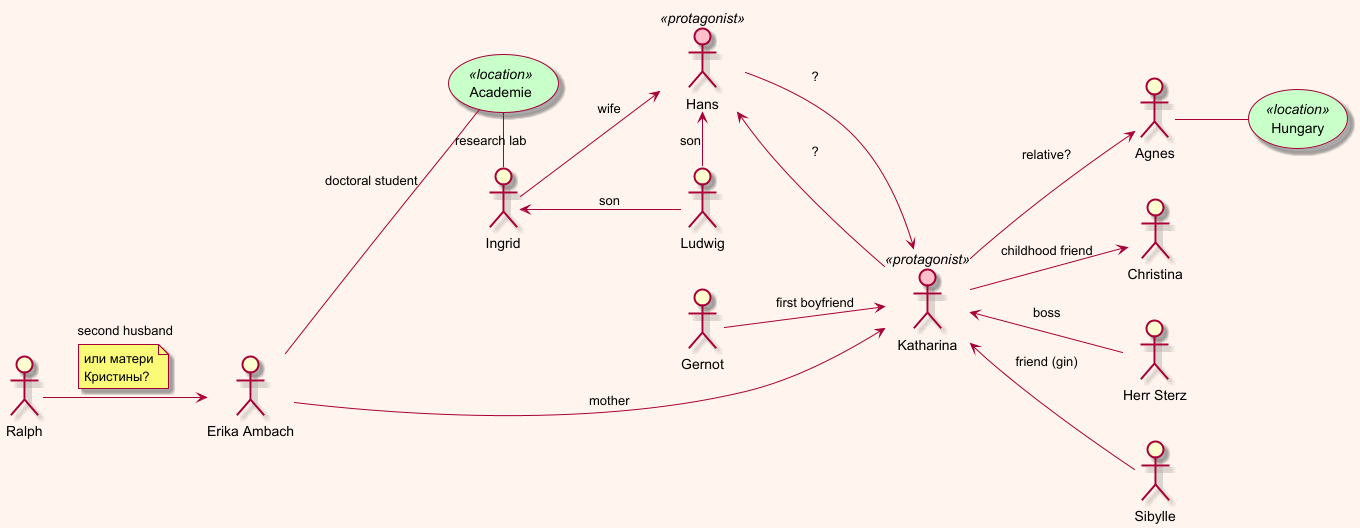 «protagonist»
Hans
«location»
Academie
?
wife
research lab
son
?
doctoral student
Ingrid
son
Ludwig
«location»
Hungary
Agnes
relative?
childhood friend
Christina
«protagonist»
Katharina
first boyfriend
Gernot
boss
Herr Sterz
friend (gin)
Sibylle
second husband
или матери
Кристины?
Ralph
Erika Ambach
mother